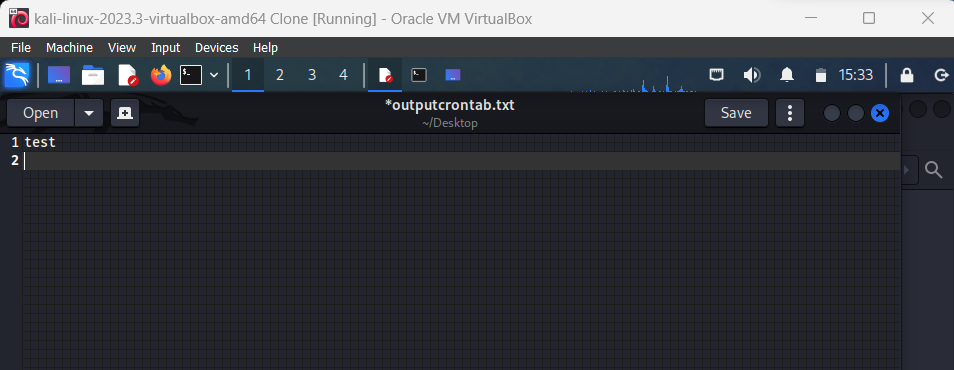 kali-linux-2023.3-virtualbox-amd64 Clone [Running] - Oracle VM VirtualBox
File Machine View Input Devices Help
1 2 3 4 15:33
Open *outputcrontab.txt Save
~/Desktop
1 test
2